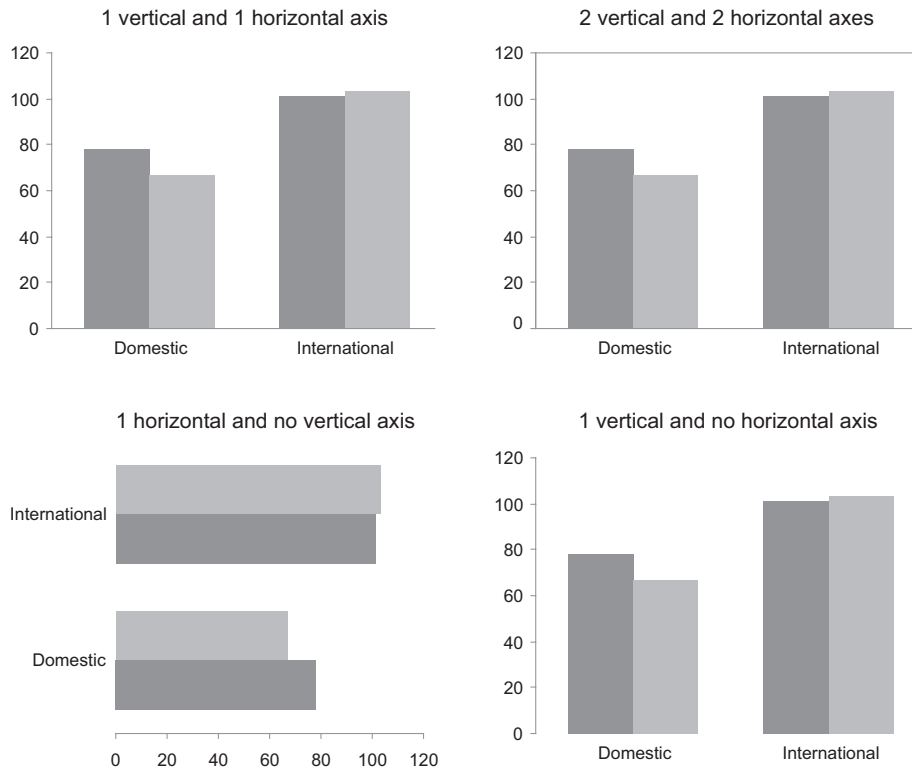 1 vertical and 1 horizontal axis
120
100
80
60
40
20
0
Domestic International
2 vertical and 2 horizontal axes
120
100
80
60
40
20
0
Domestic International
1 horizontal and no vertical axis
International
Domestic
0 20 40 60 80 100 120
1 vertical and no horizontal axis
120
100
80
60
40
20
0
Domestic International